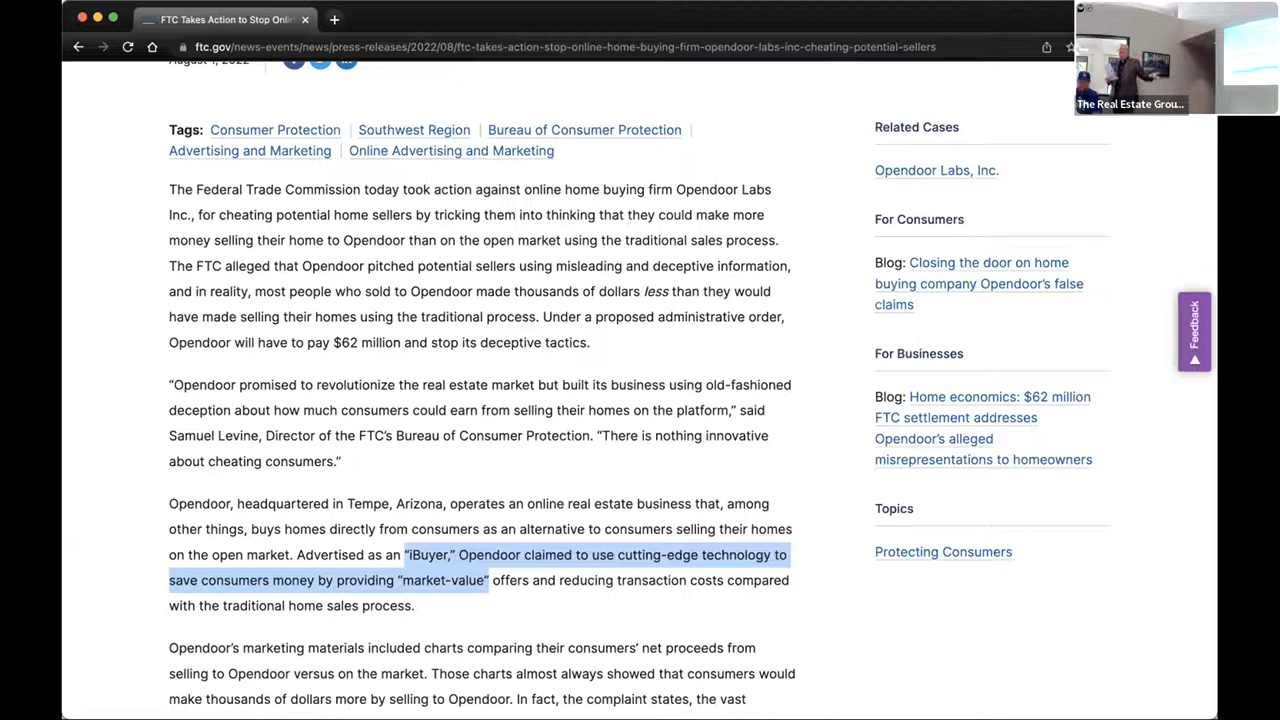 FTC Takes Action to Stop Onli
ftc.gov/news-events/news/press-releases/2022/08/ftc-takes-action-stop-online-home-buying-firm-opendoor-labs-inc-cheating-potential-sellers
The Real Estate Grou...
August 1, 2022
Tags: Consumer Protection | Southwest Region | Bureau of Consumer Protection |
Advertising and Marketing | Online Advertising and Marketing
The Federal Trade Commission today took action against online home buying firm Opendoor Labs
Inc., for cheating potential home sellers by tricking them into thinking that they could make more
money selling their home to Opendoor than on the open market using the traditional sales process.
The FTC alleged that Opendoor pitched potential sellers using misleading and deceptive information,
and in reality, most people who sold to Opendoor made thousands of dollars less than they would
have made selling their homes using the traditional process. Under a proposed administrative order,
Opendoor will have to pay $62 million and stop its deceptive tactics.
“Opendoor promised to revolutionize the real estate market but built its business using old-fashioned
deception about how much consumers could earn from selling their homes on the platform,” said
Samuel Levine, Director of the FTC’s Bureau of Consumer Protection. “There is nothing innovative
about cheating consumers.”
Opendoor, headquartered in Tempe, Arizona, operates an online real estate business that, among
other things, buys homes directly from consumers as an alternative to consumers selling their homes
on the open market. Advertised as an “iBuyer,” Opendoor claimed to use cutting-edge technology to
save consumers money by providing “market-value” offers and reducing transaction costs compared
with the traditional home sales process.
Opendoor’s marketing materials included charts comparing their consumers’ net proceeds from
selling to Opendoor versus on the market. Those charts almost always showed that consumers would
make thousands of dollars more by selling to Opendoor. In fact, the complaint states, the vast
Related Cases
Opendoor Labs, Inc.
For Consumers
Blog: Closing the door on home
buying company Opendoor’s false
claims
For Businesses
Blog: Home economics: $62 million
FTC settlement addresses
Opendoor’s alleged
misrepresentations to homeowners
Topics
Protecting Consumers
Feedback